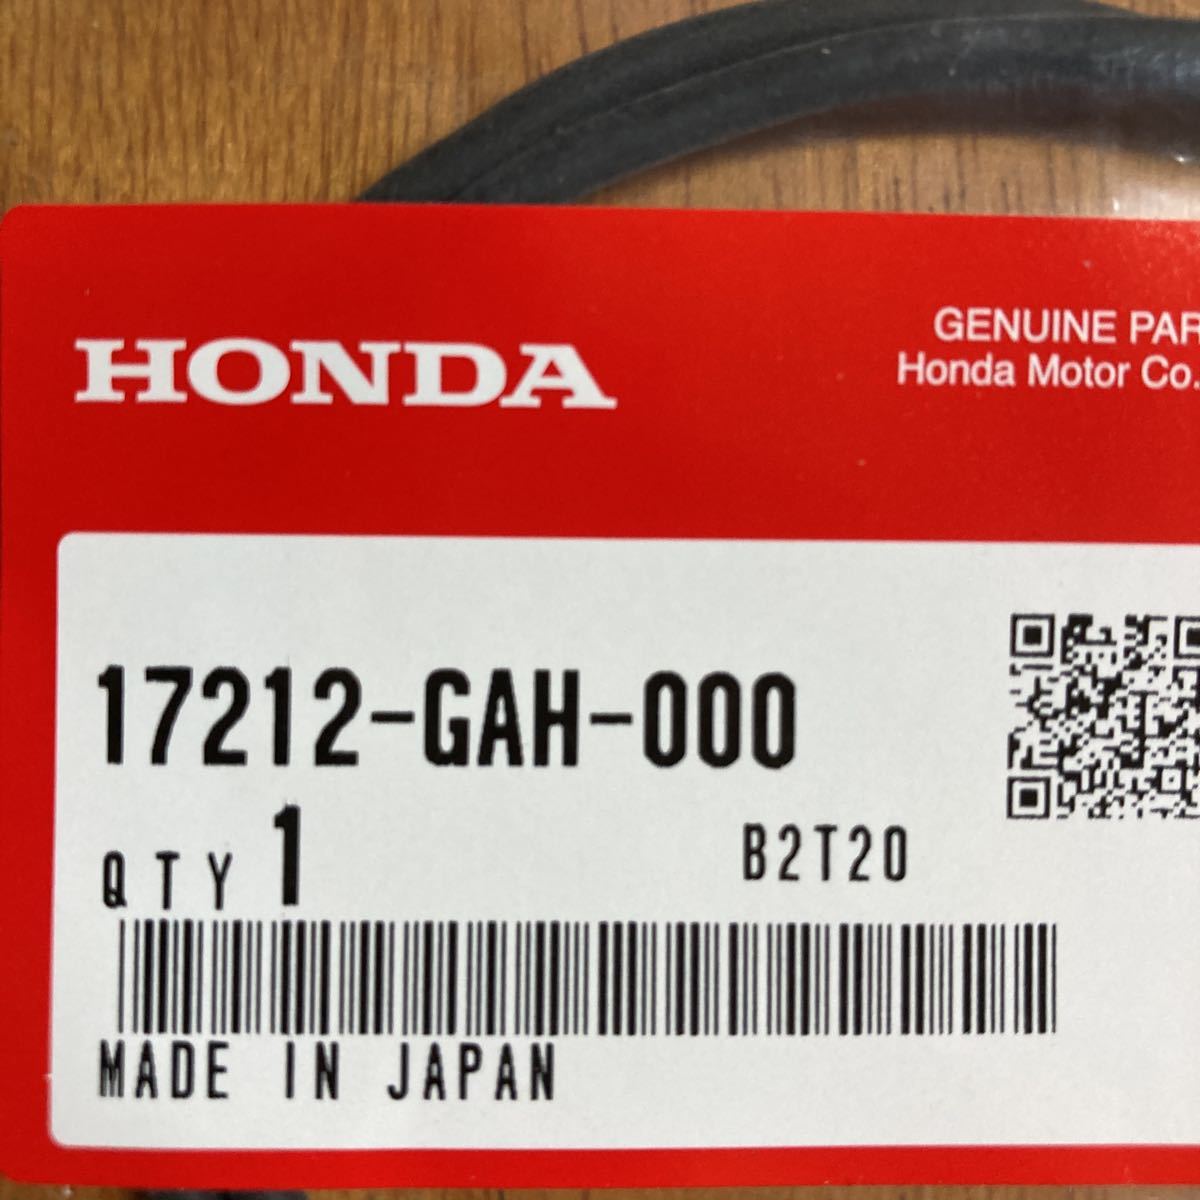 HONDA
GENUINE PAR
Honda Motor Co.
17212-GAH-000
QTY 1
B2T20
MADE IN JAPAN